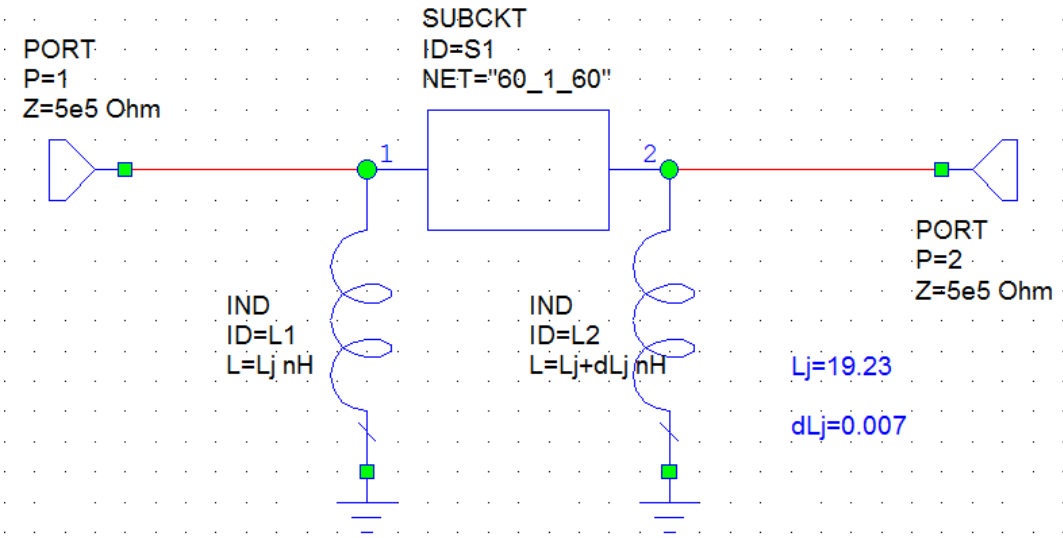 SUBCKT
ID=S1
NET="60_1_60"
PORT
P=1
Z=5e5 Ohm
1
2
PORT
P=2
Z=5e5 Ohm
IND
ID=L1
L=Lj nH
IND
ID=L2
L=Lj+dLj nH
Lj=19.23
dLj=0.007